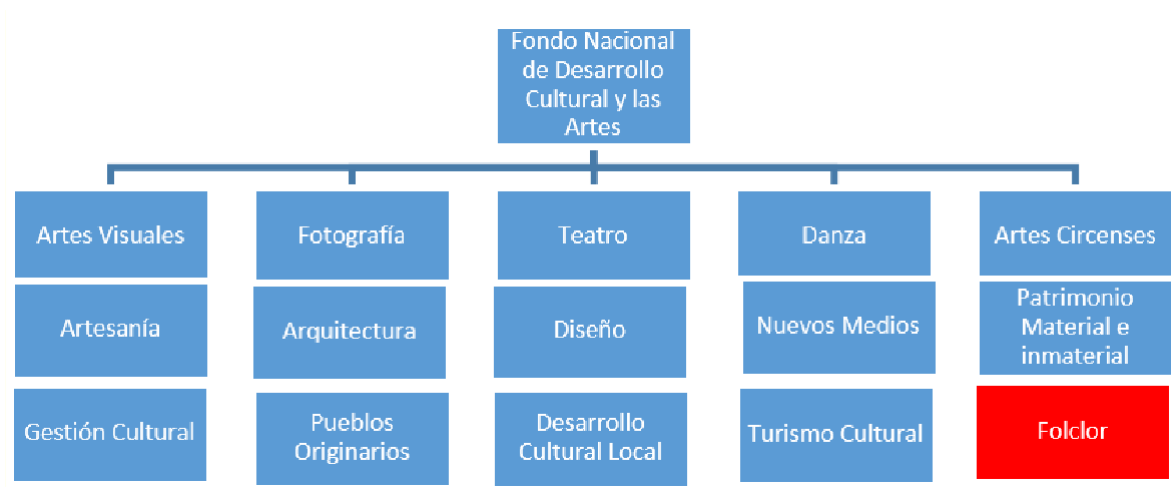 Fondo Nacional
de Desarrollo
Cultural y las
Artes
Artes Visuales
Fotografía
Teatro
Danza
Artes Circenses
Artesanía
Arquitectura
Diseño
Nuevos Medios
Patrimonio
Material e
inmaterial
Gestión Cultural
Pueblos
Originarios
Desarrollo
Cultural Local
Turismo Cultural
Folclor